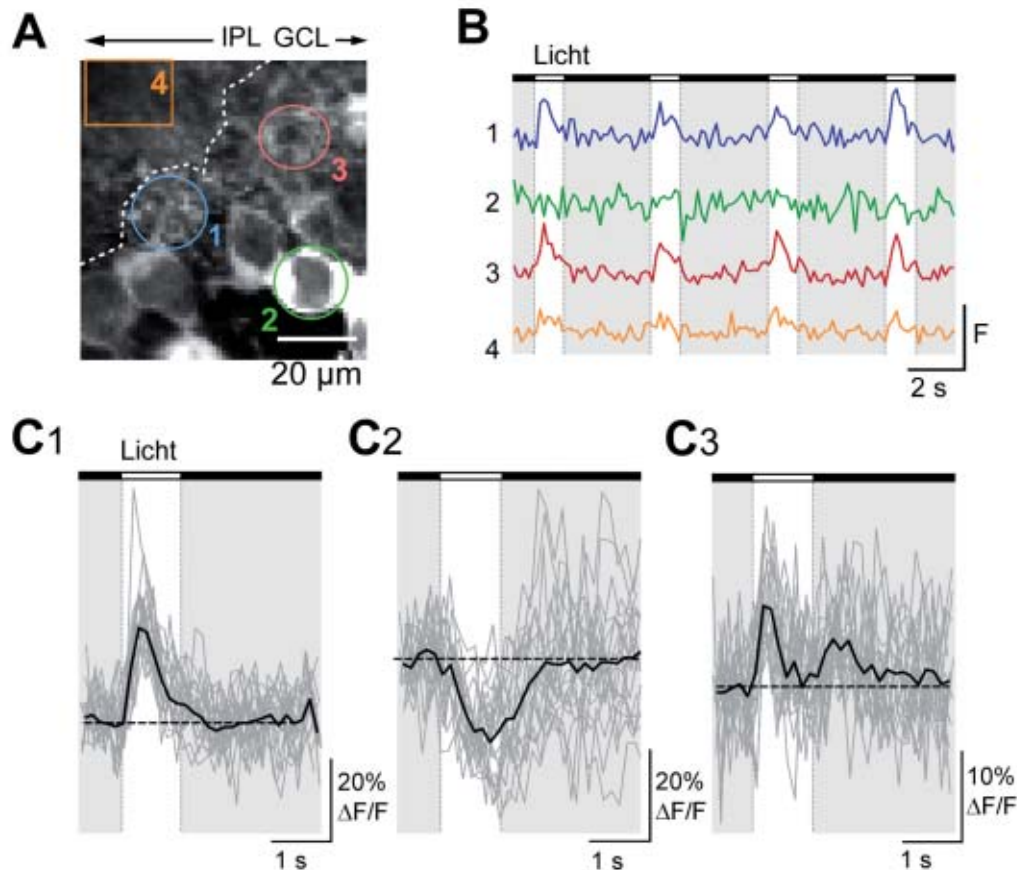 A
IPL GCL
4
3
1
2
20 µm
B
Licht
1
2
3
4
F
2 s
C1
Licht
20%
ΔF/F
1 s
C2
20%
ΔF/F
1 s
C3
10%
ΔF/F
1 s